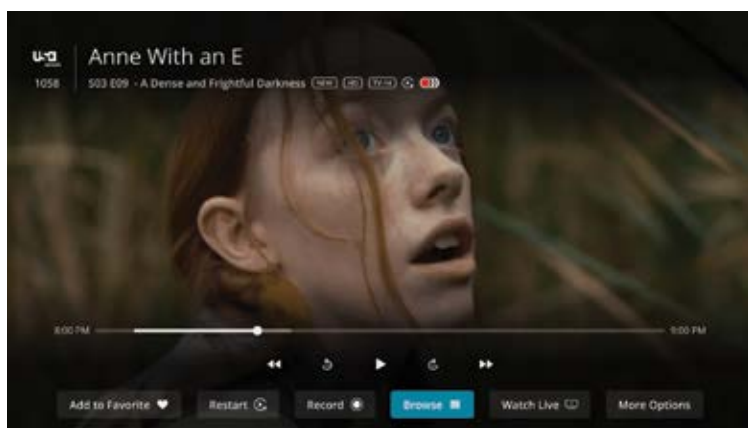 USA Anne With an E
1058 S03 E09 - A Dense and Frightful Darkness NEW HD TV-14
8:00 PM 9:00 PM
Add to Favorite Restart Record Browse Watch Live More Options